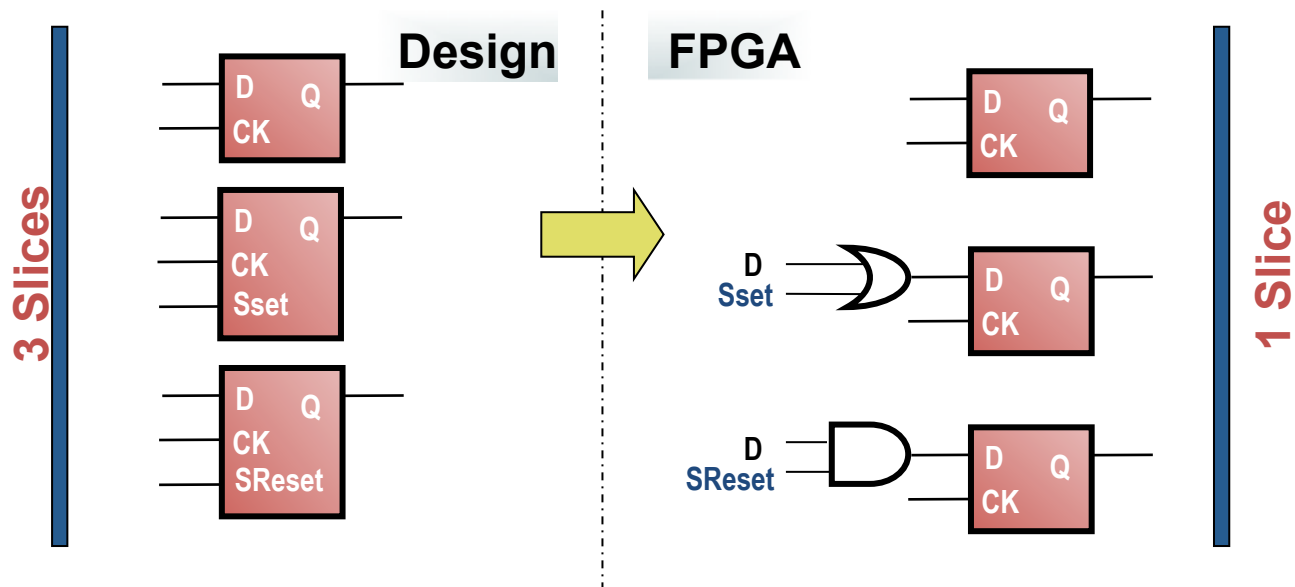 Design
FPGA
3 Slices
D Q
CK
D Q
CK
Sset
D Q
CK
SReset
D Q
CK
D
Sset
D Q
CK
D
SReset
D Q
CK
1 Slice